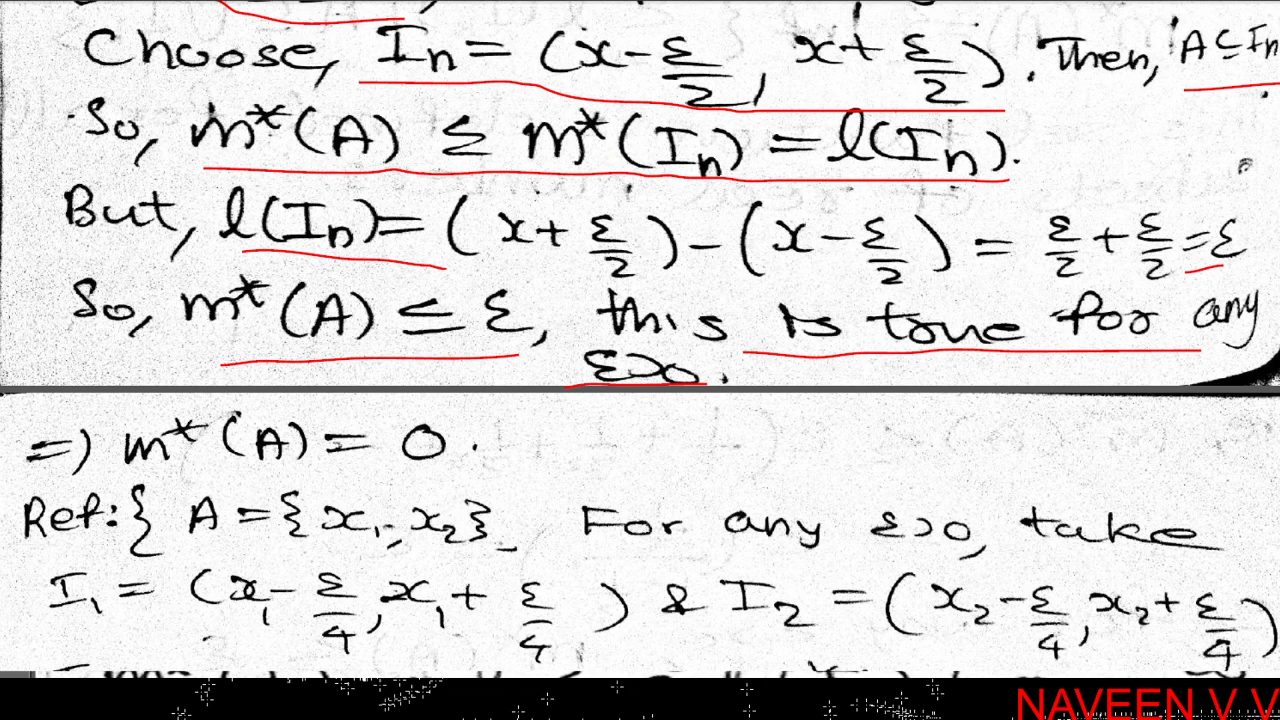 Choose, In = (x-ε/2, x+ε/2). Then, A⊆In.
So, m*(A) ≤ m*(In) = l(In).
But, l(In) = (x+ε/2)-(x-ε/2) = ε/2+ε/2=ε
So, m*(A) ≤ ε, this is true for any
ε>0.
=> m*(A) = 0.
Ref:{ A={x1, x2}. For any ε>0, take
I1 = (x1-ε/4, x1+ε/4) & I2 = (x2-ε/4, x2+ε/4)
NAVEEN.V.V